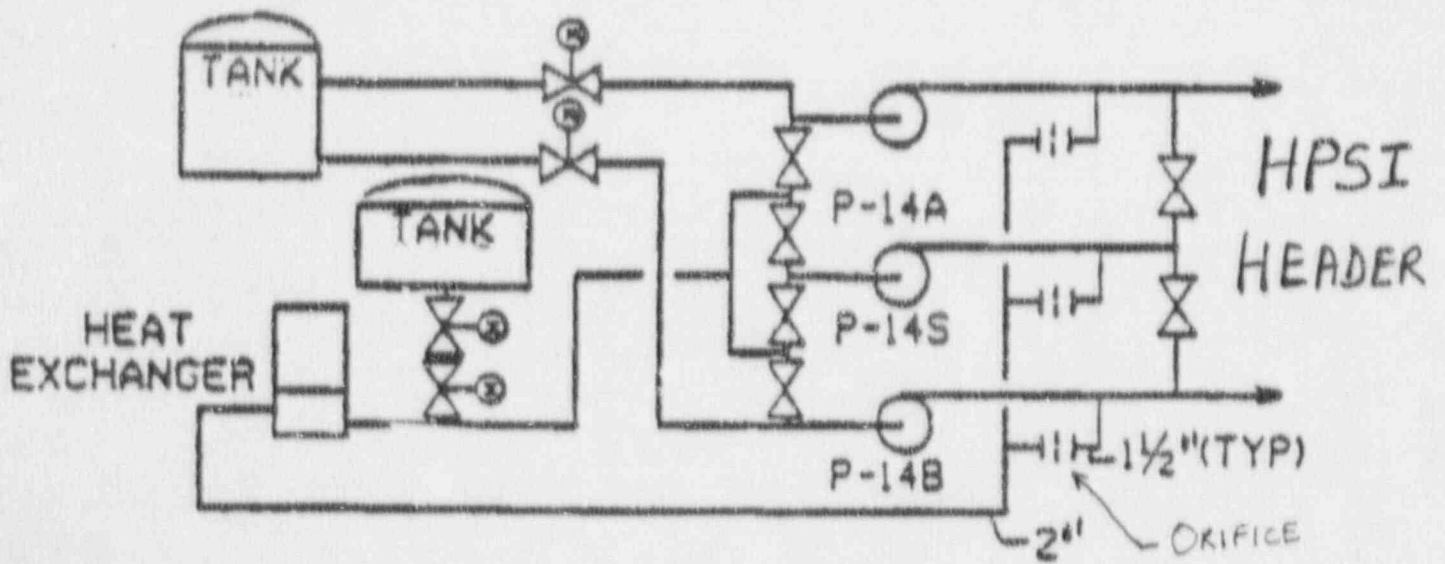 TANK
TANK
HPSI
HEADER
P-14A
HEAT
EXCHANGER
P-14S
P-14B
1½"(TYP)
2"
ORIFICE